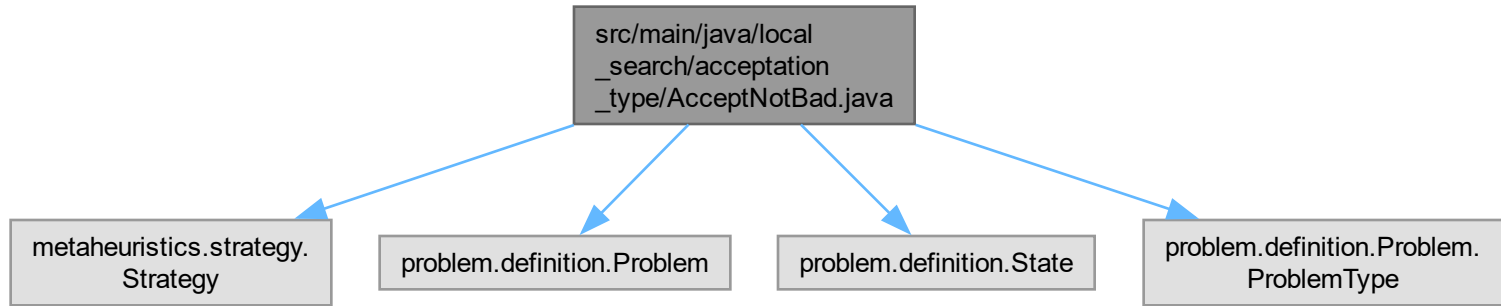 src/main/java/local
_search/acceptation
_type/AcceptNotBad.java
metaheuristics.strategy.
Strategy
problem.definition.Problem
problem.definition.State
problem.definition.Problem.
ProblemType